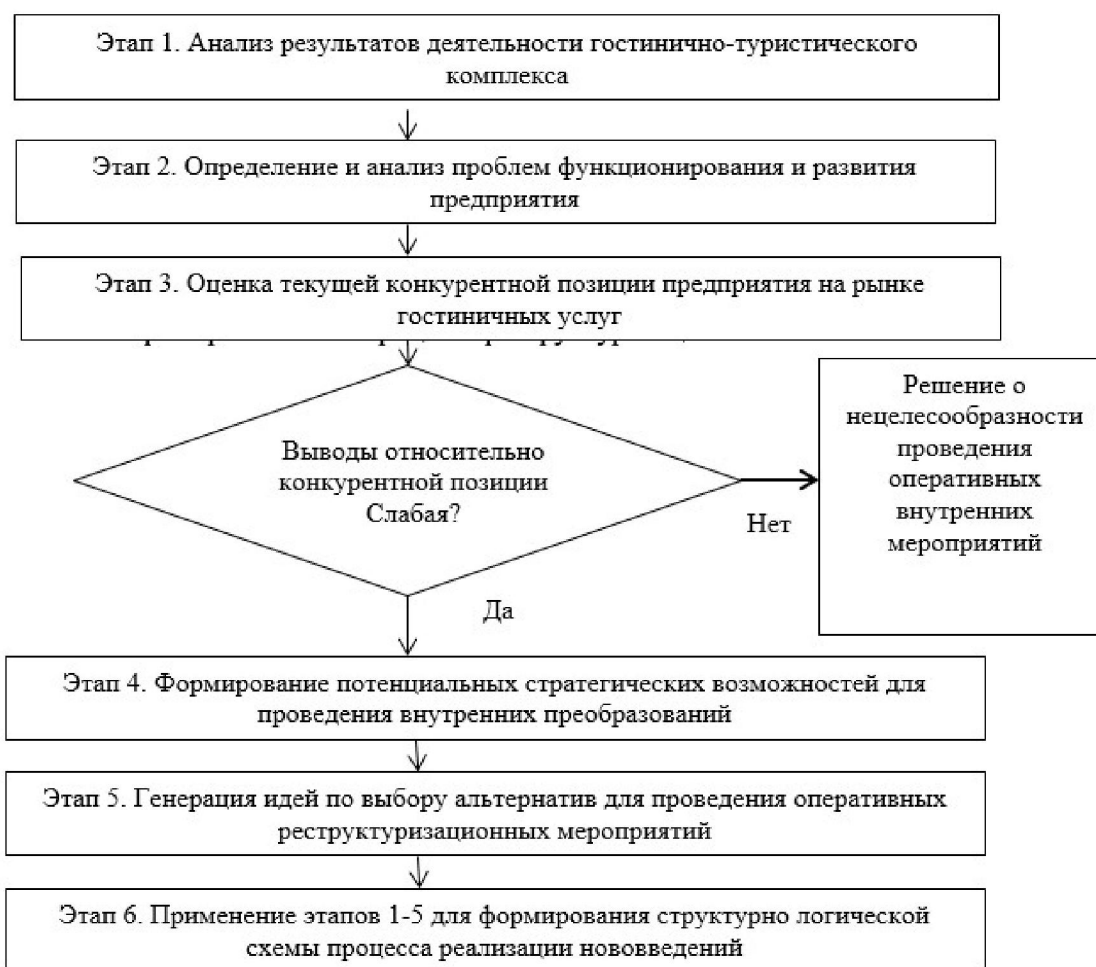 Этап 1. Анализ результатов деятельности гостинично-туристического
комплекса
Этап 2. Определение и анализ проблем функционирования и развития
предприятия
Этап 3. Оценка текущей конкурентной позиции предприятия на рынке
гостиничных услуг
Выводы относительно
конкурентной позиции
Слабая?
Нет
Решение о
нецелесообразности
проведения
оперативных
внутренних
мероприятий
Да
Этап 4. Формирование потенциальных стратегических возможностей для
проведения внутренних преобразований
Этап 5. Генерация идей по выбору альтернатив для проведения оперативных
реструктуризационных мероприятий
Этап 6. Применение этапов 1-5 для формирования структурно логической
схемы процесса реализации нововведений